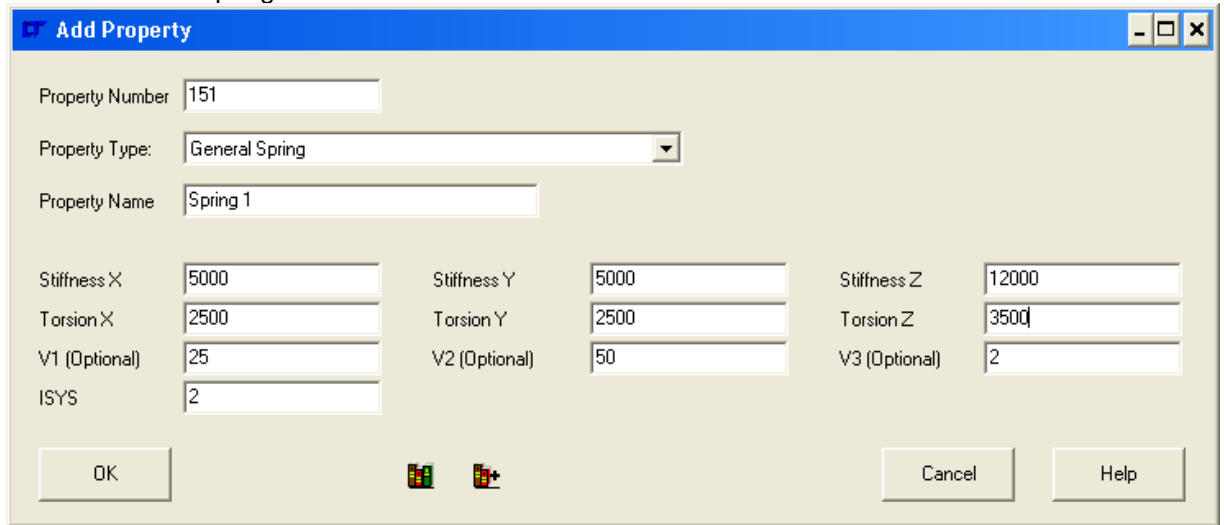 Add Property
Property Number 151
Property Type: General Spring
Property Name Spring 1
Stiffness X 5000 Stiffness Y 5000 Stiffness Z 12000
Torsion X 2500 Torsion Y 2500 Torsion Z 3500
V1 (Optional) 25 V2 (Optional) 50 V3 (Optional) 2
ISYS 2
OK Cancel Help